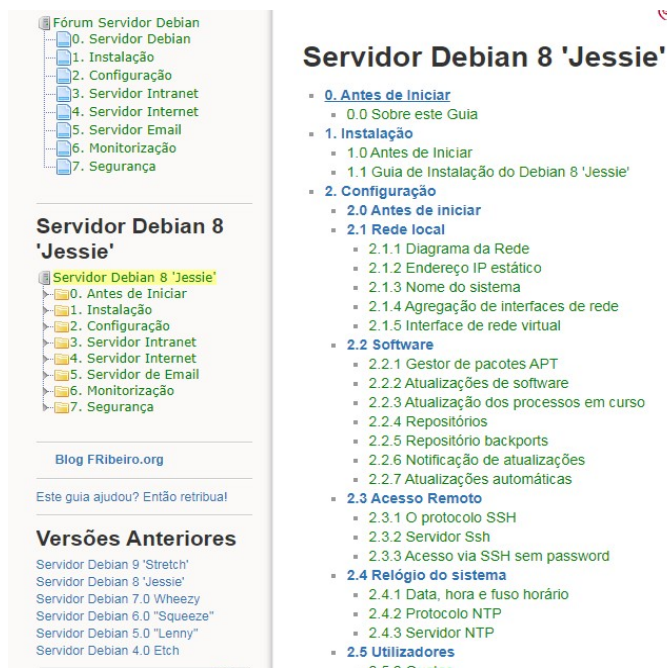 Fórum Servidor Debian
0. Servidor Debian
1. Instalação
2. Configuração
3. Servidor Intranet
4. Servidor Internet
5. Servidor Email
6. Monitorização
7. Segurança
Servidor Debian 8
'Jessie'
Servidor Debian 8 'Jessie'
0. Antes de Iniciar
1. Instalação
2. Configuração
3. Servidor Intranet
4. Servidor Internet
5. Servidor de Email
6. Monitorização
7. Segurança
Blog FRibeiro.org
Este guia ajudou? Então retribua!
Versões Anteriores
Servidor Debian 9 'Stretch'
Servidor Debian 8 'Jessie'
Servidor Debian 7.0 Wheezy
Servidor Debian 6.0 "Squeeze"
Servidor Debian 5.0 "Lenny"
Servidor Debian 4.0 Etch
Servidor Debian 8 'Jessie'
0. Antes de Iniciar
0.0 Sobre este Guia
1. Instalação
1.0 Antes de Iniciar
1.1 Guia de Instalação do Debian 8 'Jessie'
2. Configuração
2.0 Antes de iniciar
2.1 Rede local
2.1.1 Diagrama da Rede
2.1.2 Endereço IP estático
2.1.3 Nome do sistema
2.1.4 Agregação de interfaces de rede
2.1.5 Interface de rede virtual
2.2 Software
2.2.1 Gestor de pacotes APT
2.2.2 Atualizações de software
2.2.3 Atualização dos processos em curso
2.2.4 Repositórios
2.2.5 Repositório backports
2.2.6 Notificação de atualizações
2.2.7 Atualizações automáticas
2.3 Acesso Remoto
2.3.1 O protocolo SSH
2.3.2 Servidor Ssh
2.3.3 Acesso via SSH sem password
2.4 Relógio do sistema
2.4.1 Data, hora e fuso horário
2.4.2 Protocolo NTP
2.4.3 Servidor NTP
2.5 Utilizadores